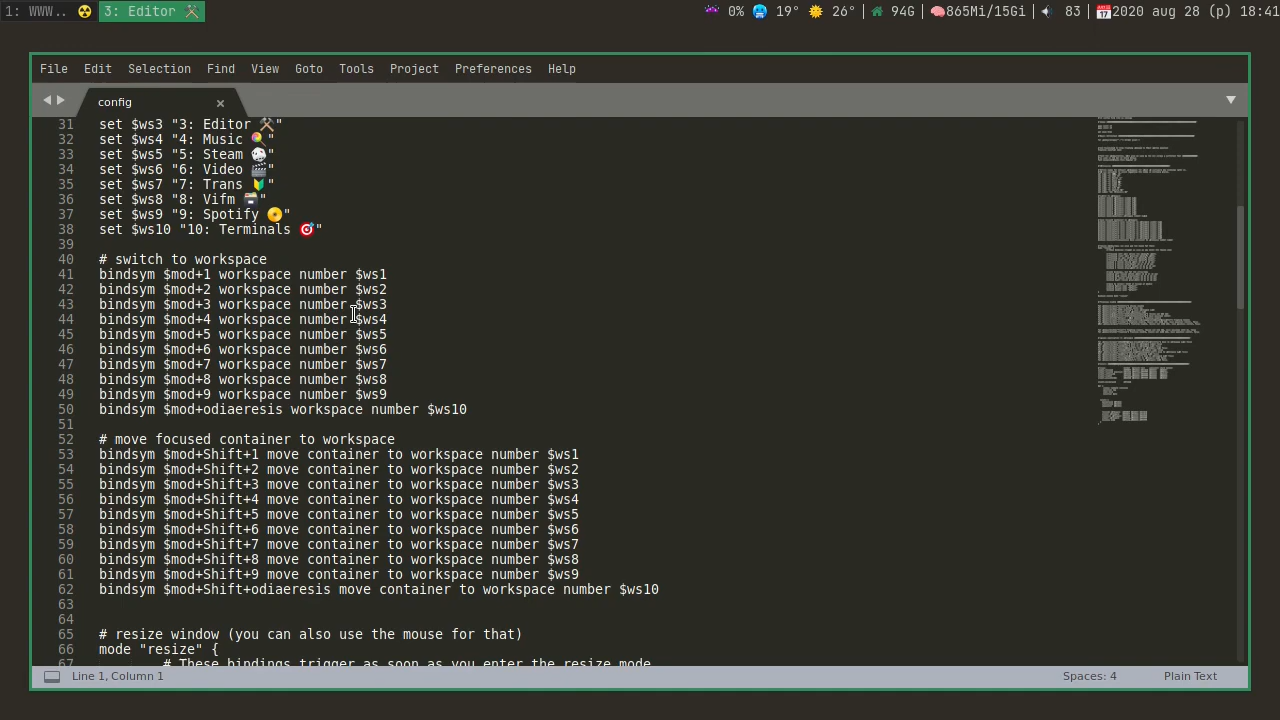 1: WWW.. ☢
3: Editor ⚒
0% 🥶 19° 🌞 26° | 94G | 🧠865Mi/15Gi | 83 | 📅2020 aug 28 (p) | 18:41
File Edit Selection Find View Goto Tools Project Preferences Help
config ×
31 set $ws3 "3: Editor ⚒"
32 set $ws4 "4: Music "
33 set $ws5 "5: Steam "
34 set $ws6 "6: Video 🎬"
35 set $ws7 "7: Trans 🔰"
36 set $ws8 "8: Vifm 🗃"
37 set $ws9 "9: Spotify 📀"
38 set $ws10 "10: Terminals 🎯"
39
40 # switch to workspace
41 bindsym $mod+1 workspace number $ws1
42 bindsym $mod+2 workspace number $ws2
43 bindsym $mod+3 workspace number $ws3
44 bindsym $mod+4 workspace number $ws4
45 bindsym $mod+5 workspace number $ws5
46 bindsym $mod+6 workspace number $ws6
47 bindsym $mod+7 workspace number $ws7
48 bindsym $mod+8 workspace number $ws8
49 bindsym $mod+9 workspace number $ws9
50 bindsym $mod+odiaeresis workspace number $ws10
51
52 # move focused container to workspace
53 bindsym $mod+Shift+1 move container to workspace number $ws1
54 bindsym $mod+Shift+2 move container to workspace number $ws2
55 bindsym $mod+Shift+3 move container to workspace number $ws3
56 bindsym $mod+Shift+4 move container to workspace number $ws4
57 bindsym $mod+Shift+5 move container to workspace number $ws5
58 bindsym $mod+Shift+6 move container to workspace number $ws6
59 bindsym $mod+Shift+7 move container to workspace number $ws7
60 bindsym $mod+Shift+8 move container to workspace number $ws8
61 bindsym $mod+Shift+9 move container to workspace number $ws9
62 bindsym $mod+Shift+odiaeresis move container to workspace number $ws10
63
64
65 # resize window (you can also use the mouse for that)
66 mode "resize" {
67 # These bindings trigger as soon as you enter the resize mode
Line 1, Column 1
Spaces: 4
Plain Text